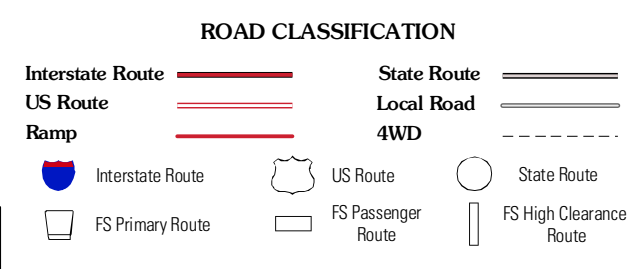 ROAD CLASSIFICATION
Interstate Route
State Route
US Route
Local Road
Ramp
4WD
Interstate Route
US Route
State Route
FS Primary Route
FS Passenger
Route
FS High Clearance
Route